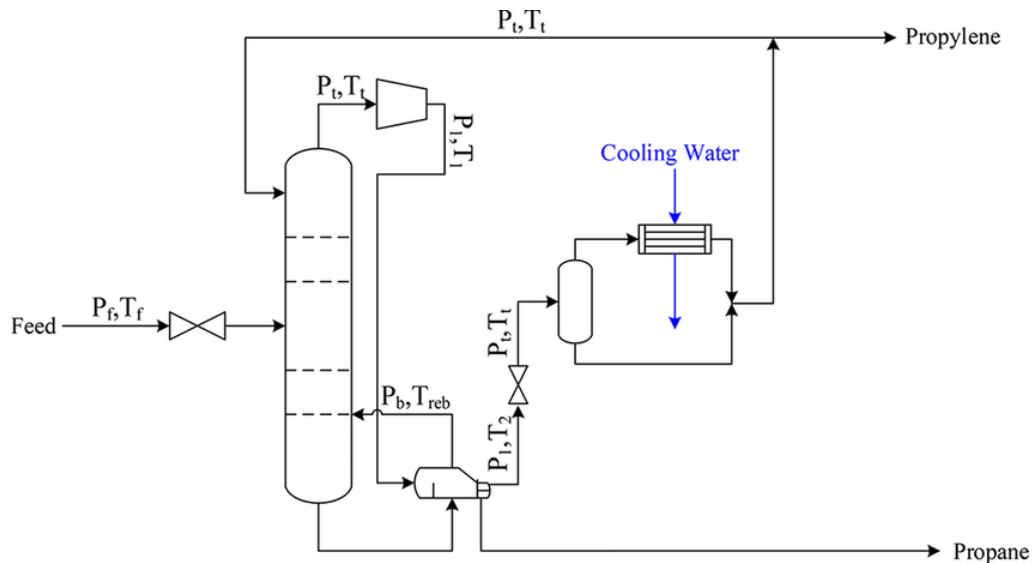 Pt,Tt
Propylene
Pt,Tt
P1,T1
Cooling Water
Pf,Tf
Feed
Pt,Tt
Pb,Treb
P1,T2
Propane